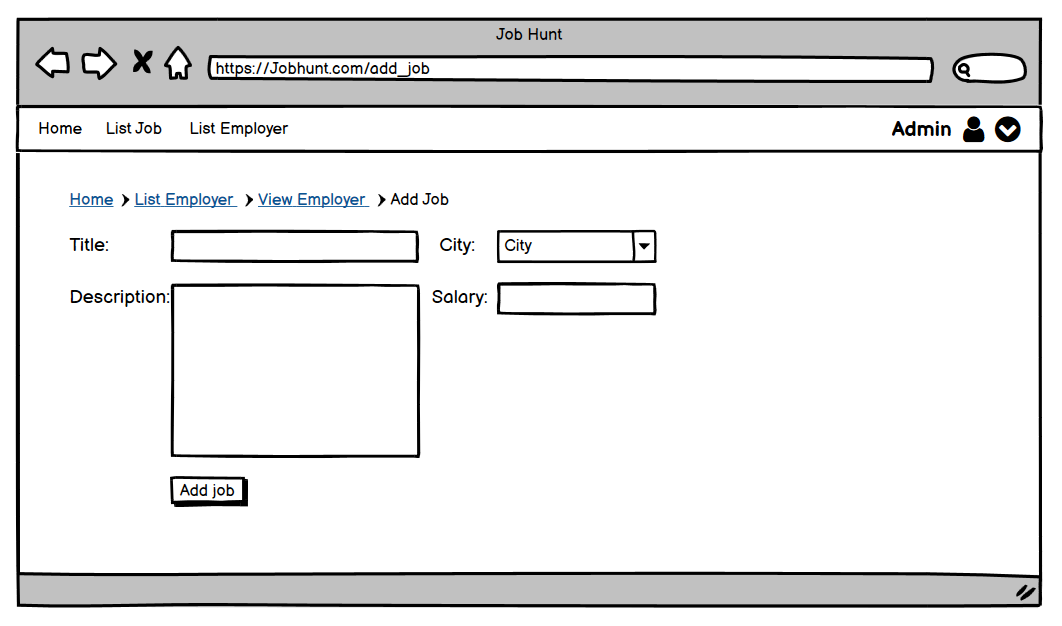 Job Hunt
https://Jobhunt.com/add_job
Home List Job List Employer Admin
Home List Employer View Employer Add Job
Title: City: City
Description: Salary:
Add job